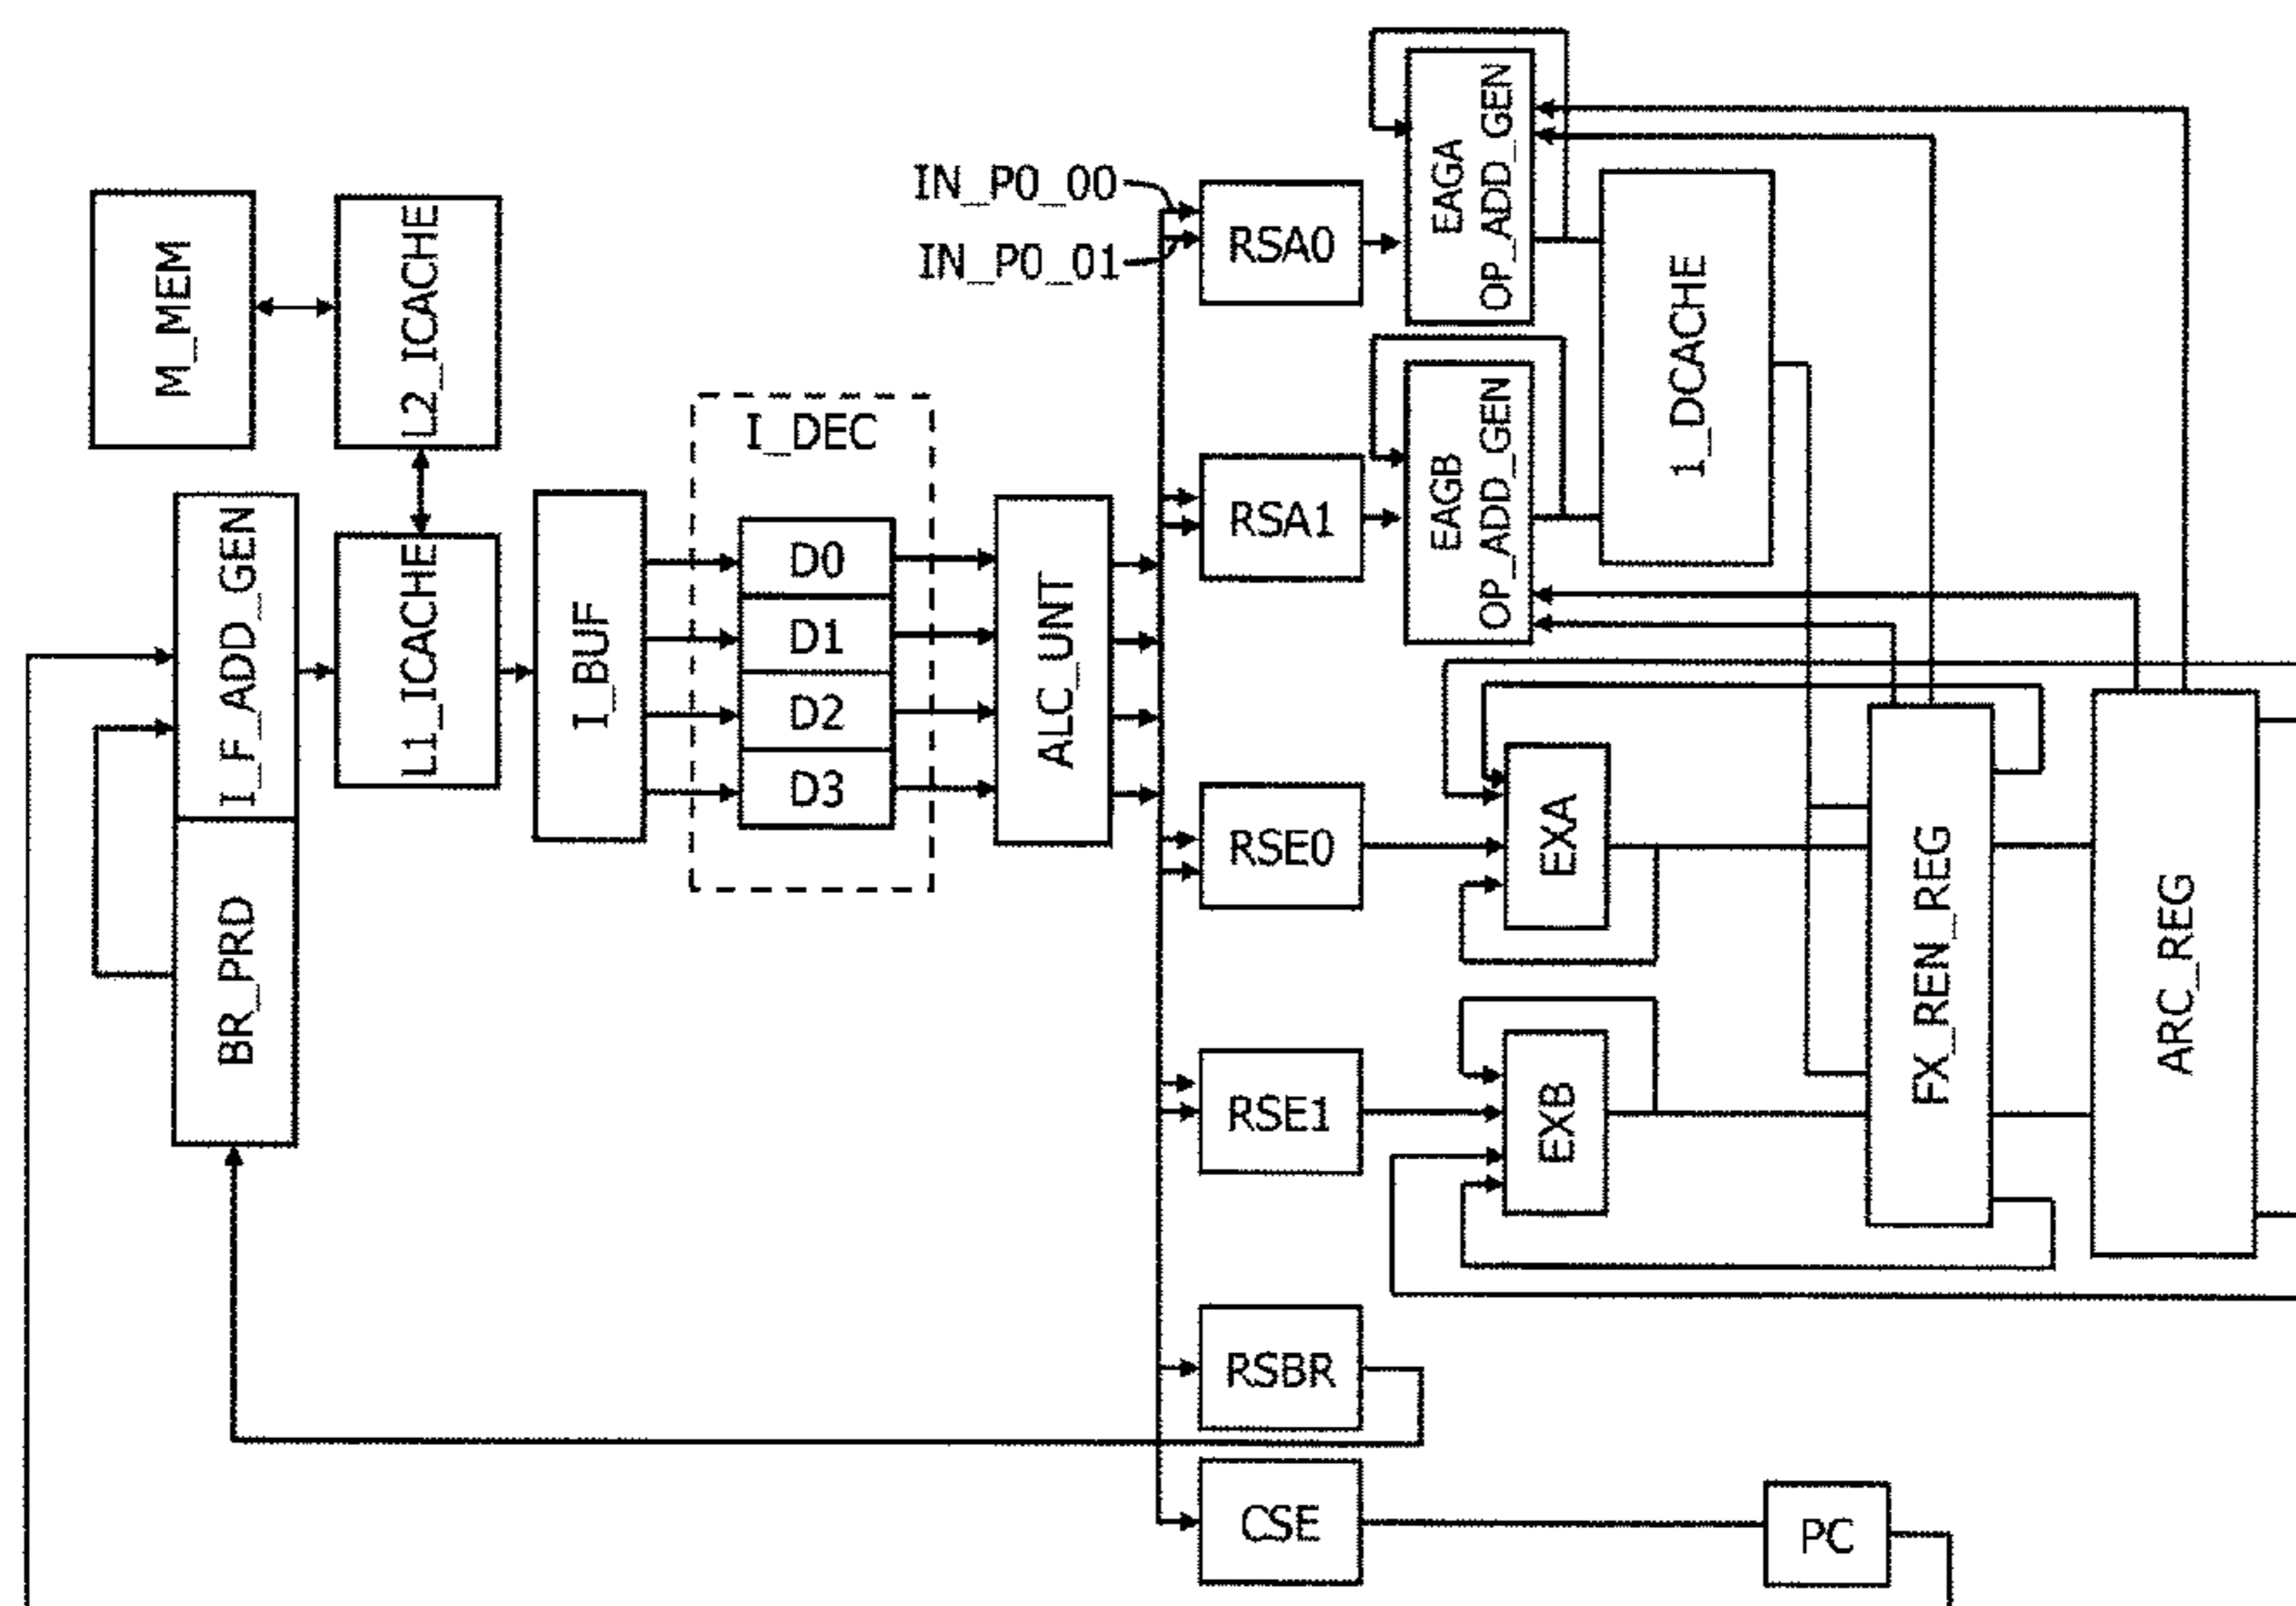 M_MEM
L2_ICACHE
I_F_ADD_GEN
BR_PRD
L1_ICACHE
I_BUF
I_DEC
D0
D1
D2
D3
ALC_UNT
IN_P0_00
IN_P0_01
RSA0
RSA1
RSE0
RSE1
RSBR
CSE
EAGA
OP_ADD_GEN
EAGB
OP_ADD_GEN
1_DCACHE
EXA
EXB
FX_REN_REG
ARC_REG
PC